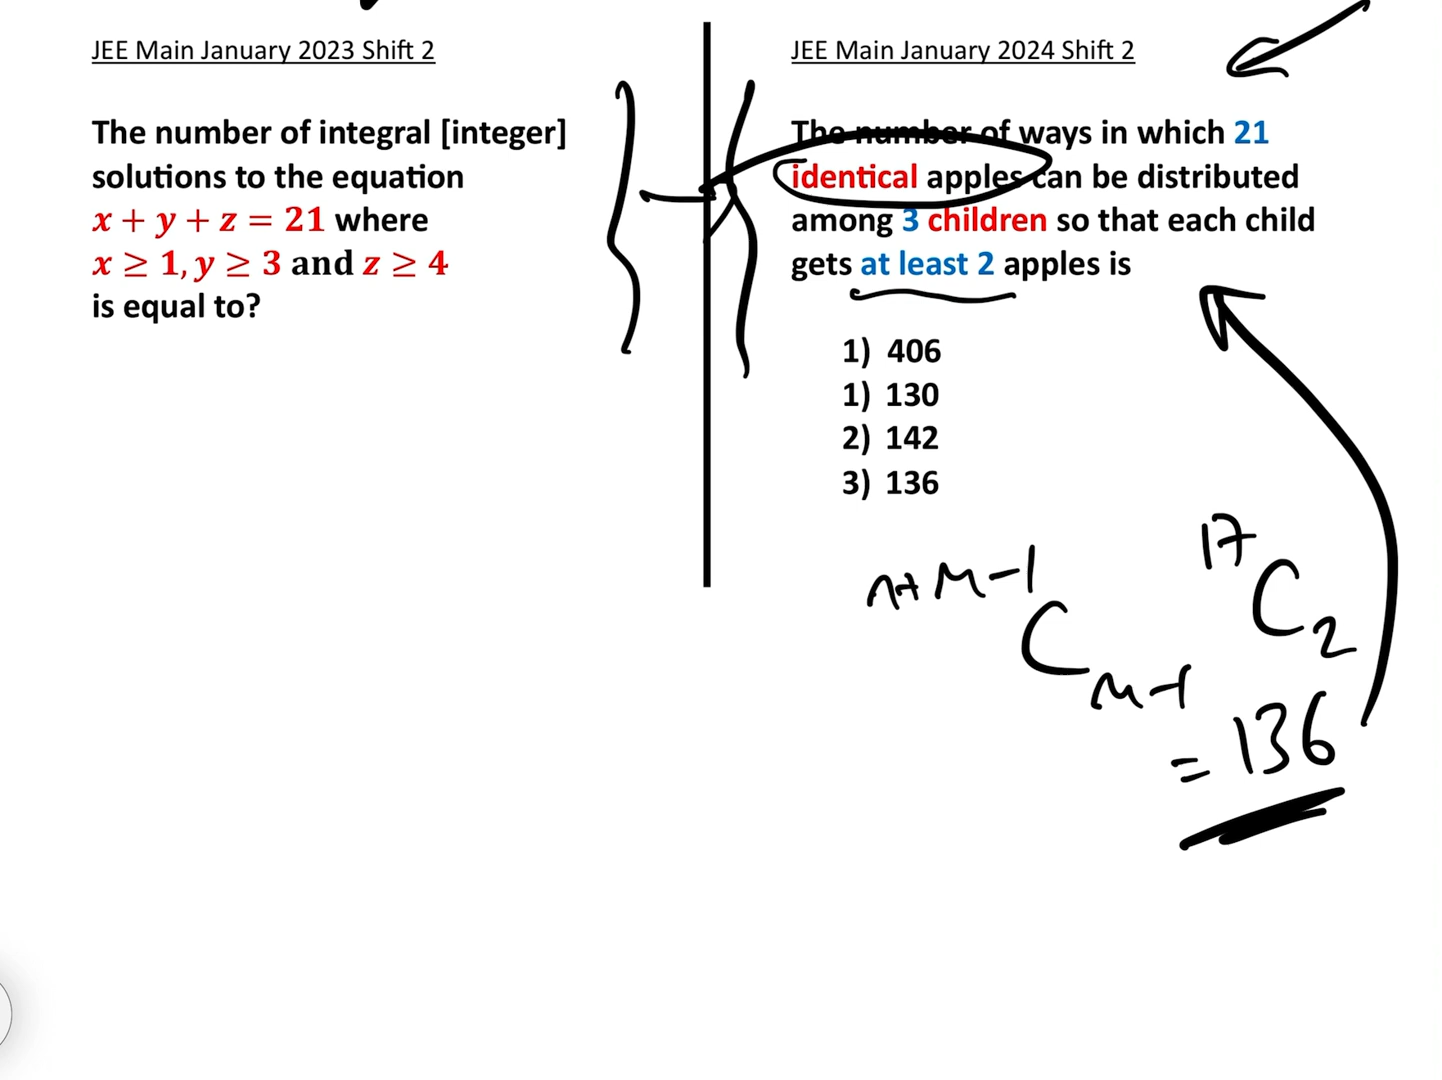 JEE Main January 2023 Shift 2
The number of integral [integer]
solutions to the equation
x + y + z = 21 where
x ≥ 1, y ≥ 3 and z ≥ 4
is equal to?
JEE Main January 2024 Shift 2
The number of ways in which 21
identical apples can be distributed
among 3 children so that each child
gets at least 2 apples is
1) 406
1) 130
2) 142
3) 136
n+r-1
C
r-1
17
C
2
= 136